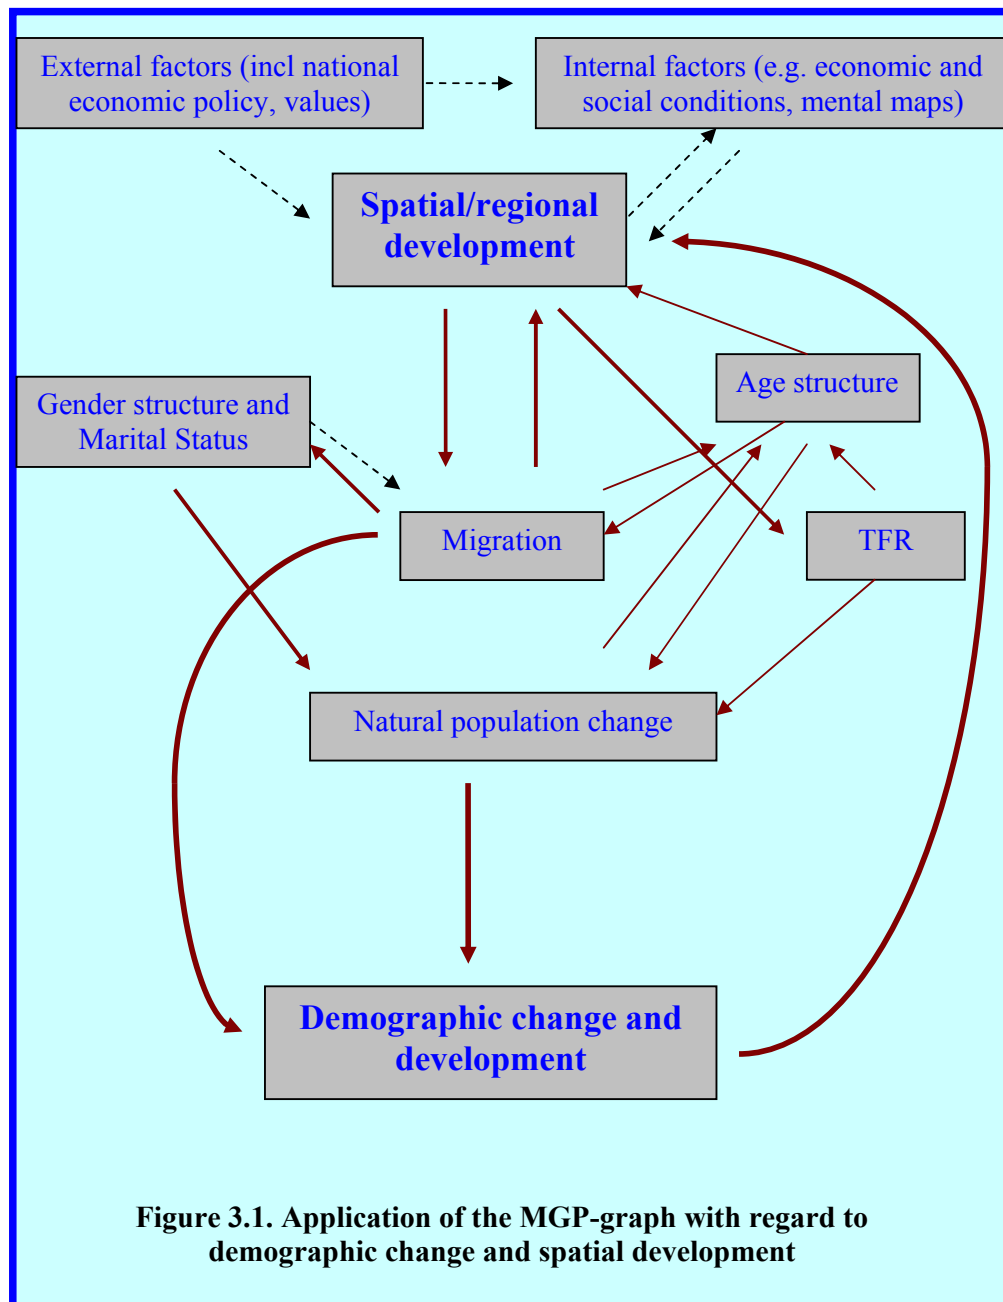 External factors (incl national
economic policy, values)
Internal factors (e.g. economic and
social conditions, mental maps)
Spatial/regional
development
Age structure
Gender structure and
Marital Status
Migration
TFR
Natural population change
Demographic change and
development
Figure 3.1. Application of the MGP-graph with regard to
demographic change and spatial development